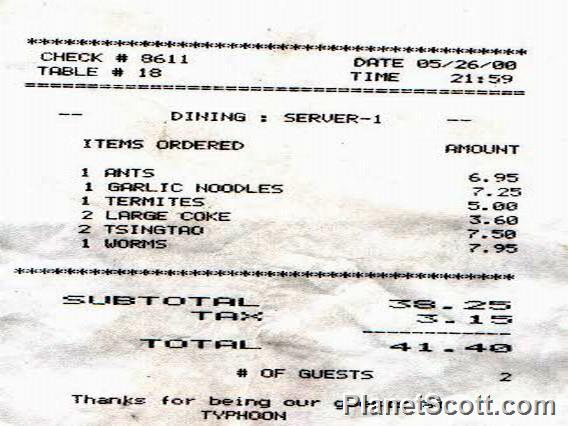 ************************************************
CHECK # 8611 DATE 05/26/00
TABLE # 18 TIME 21:59
================================================
-- DINING : SERVER-1 --
ITEMS ORDERED AMOUNT
1 ANTS 6.95
1 GARLIC NOODLES 7.25
1 TERMITES 5.00
2 LARGE COKE 3.60
2 TSINGTAO 7.50
1 WORMS 7.95
************************************************
SUBTOTAL 38.25
TAX 3.15
------------
TOTAL 41.40
# OF GUESTS 2
Thanks for being our
TYPHOON
PlanetScott.com